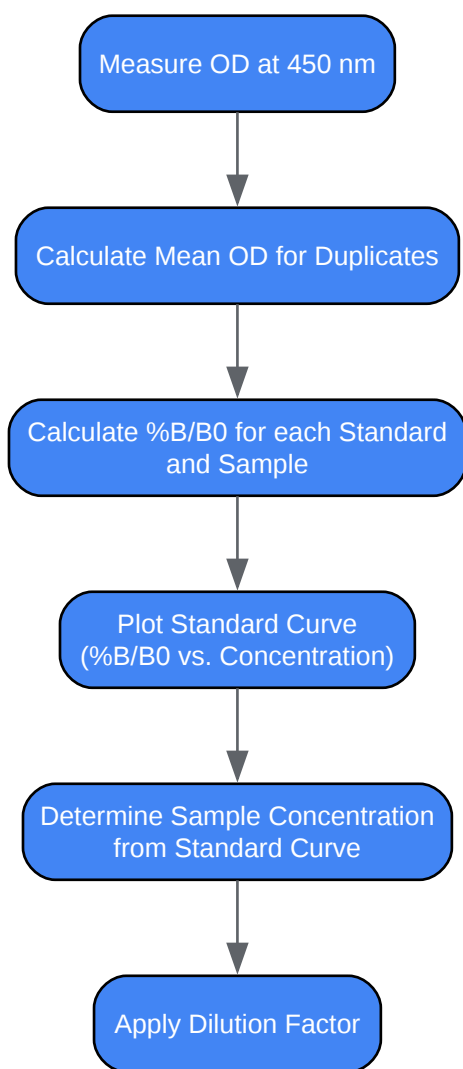 Measure OD at 450 nm
Calculate Mean OD for Duplicates
Calculate %B/B0 for each Standard
and Sample
Plot Standard Curve
(%B/B0 vs. Concentration)
Determine Sample Concentration
from Standard Curve
Apply Dilution Factor